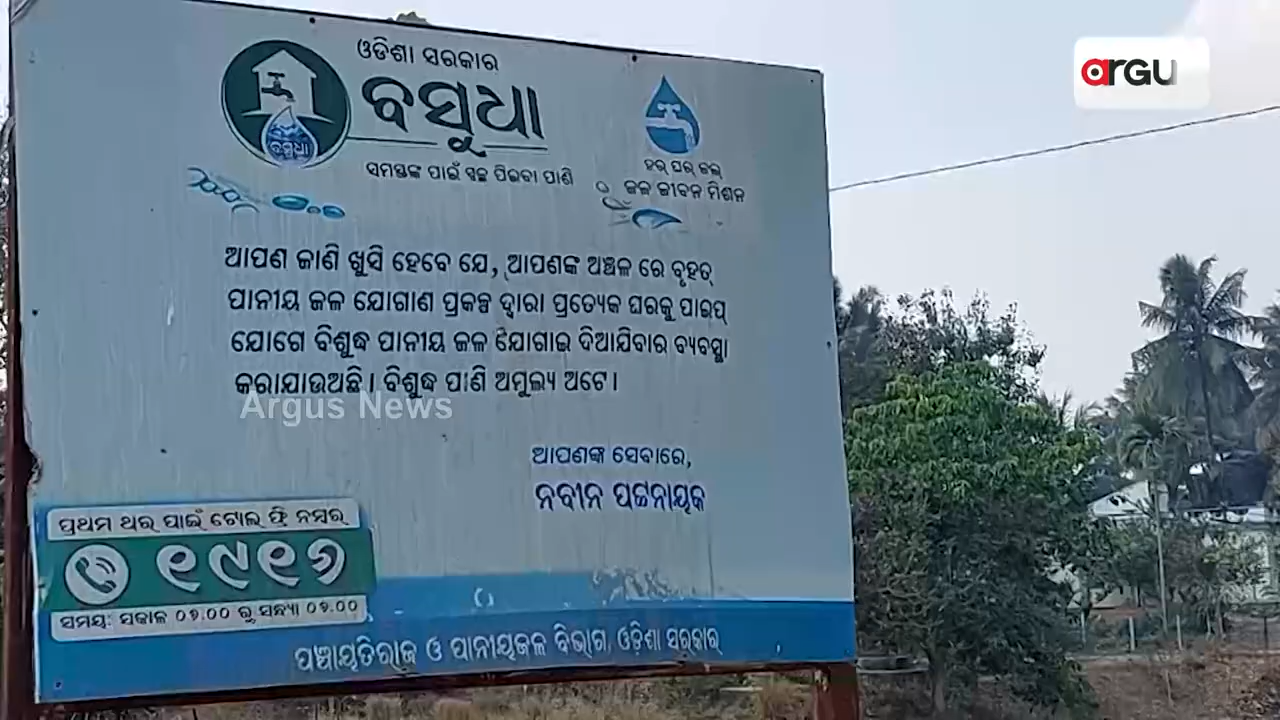 ଓଡିଶା ସରକାର
ବସୁଧା
ବସୁଧା
ସମସ୍ତଙ୍କ ପାଇଁ ସ୍ୱଚ୍ଛ ପିଇବା ପାଣି
ହର୍ ଘର୍ ଜଲ୍
ଜଳ ଜୀବନ ମିଶନ
argu
ଆପଣ ଜାଣି ଖୁସି ହେବେ ଯେ, ଆପଣଙ୍କ ଅଞ୍ଚଳ ରେ ବୃହତ୍
ପାନୀୟ ଜଳ ଯୋଗାଣ ପ୍ରକଳ୍ପ ଦ୍ୱାରା ପ୍ରତ୍ୟେକ ଘରକୁ ପାଇପ୍
ଯୋଗେ ବିଶୁଦ୍ଧ ପାନୀୟ ଜଳ ଯୋଗାଇ ଦିଆଯିବାର ବ୍ୟବସ୍ଥା
କରାଯାଉଅଛି । ବିଶୁଦ୍ଧ ପାଣି ଅମୂଲ୍ୟ ଅଟେ ।
Argus News
ଆପଣଙ୍କ ସେବାରେ,
ନବୀନ ପଟ୍ଟନାୟକ
ପ୍ରଥମ ଥର ପାଇଁ ଟୋଲ ଫ୍ରି ନମ୍ବର୍
୧୯୧୬
ସମୟ: ସକାଳ ୦୭.୦୦ ରୁ ସନ୍ଧ୍ୟା ୦୭.୦୦
ପଞ୍ଚାୟତିରାଜ ଓ ପାନୀୟଜଳ ବିଭାଗ, ଓଡ଼ିଶା ସରକାର୍